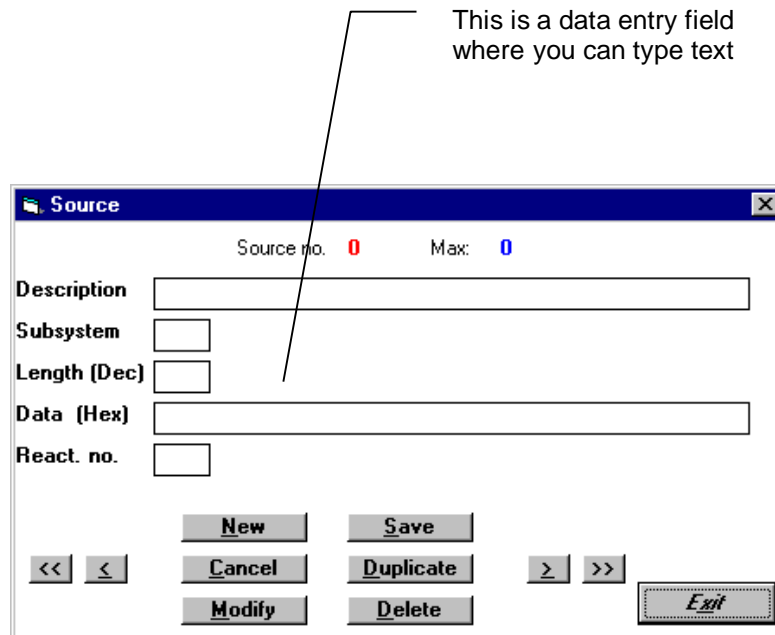 This is a data entry field
where you can type text
Source
Source no. 0 Max: 0
Description
Subsystem
Length (Dec)
Data (Hex)
React. no.
New Save
<< < Cancel Duplicate > >>
Modify Delete Exit